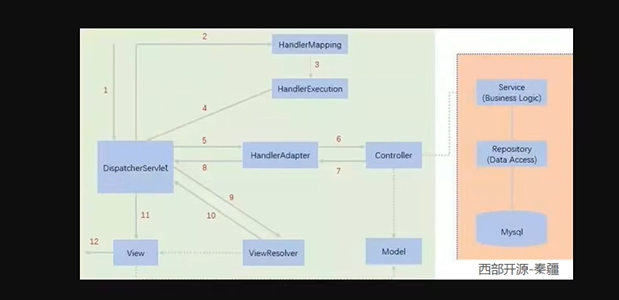 2
HandlerMapping
3
1
HandlerExecution
4
5
6
DispatcherServlet
HandlerAdapter
Controller
8
7
9
10
11
12
View
ViewResolver
Model
Service
(Business Logic)
Repository
(Data Access)
Mysql
西部开源-秦疆